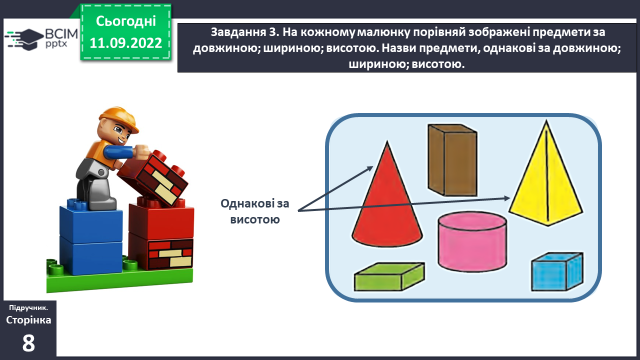 ВСІМ
pptx
Сьогодні
11.09.2022
Завдання 3. На кожному малюнку порівняй зображені предмети за
довжиною; шириною; висотою. Назви предмети, однакові за довжиною;
шириною; висотою.
Однакові за
висотою
Підручник.
Сторінка
8